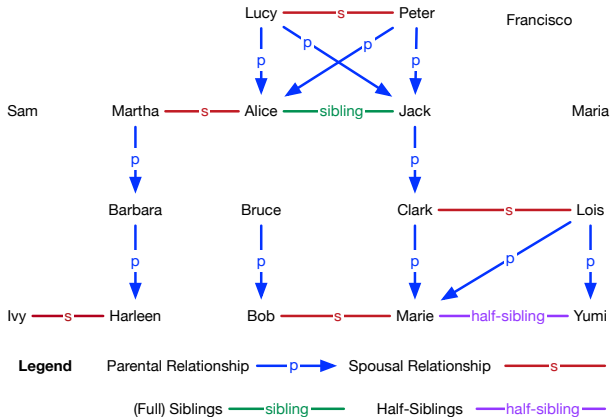 Lucy s Peter Francisco
p p p p
Sam Martha s Alice sibling Jack Maria
p p
Barbara Bruce Clark s Lois
p p p p p
Ivy s Harleen Bob s Marie half-sibling Yumi
Legend Parental Relationship p Spousal Relationship s
(Full) Siblings sibling Half-Siblings half-sibling